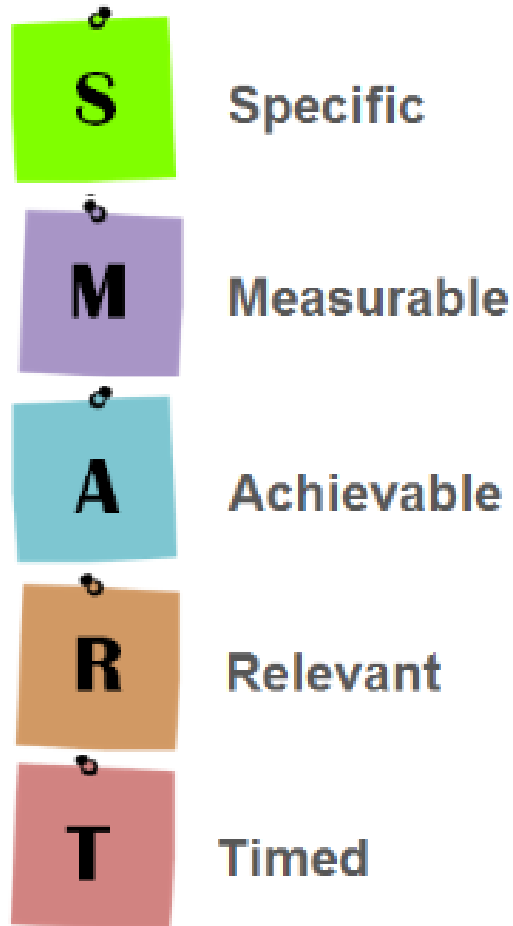 S Specific
M Measurable
A Achievable
R Relevant
T Timed